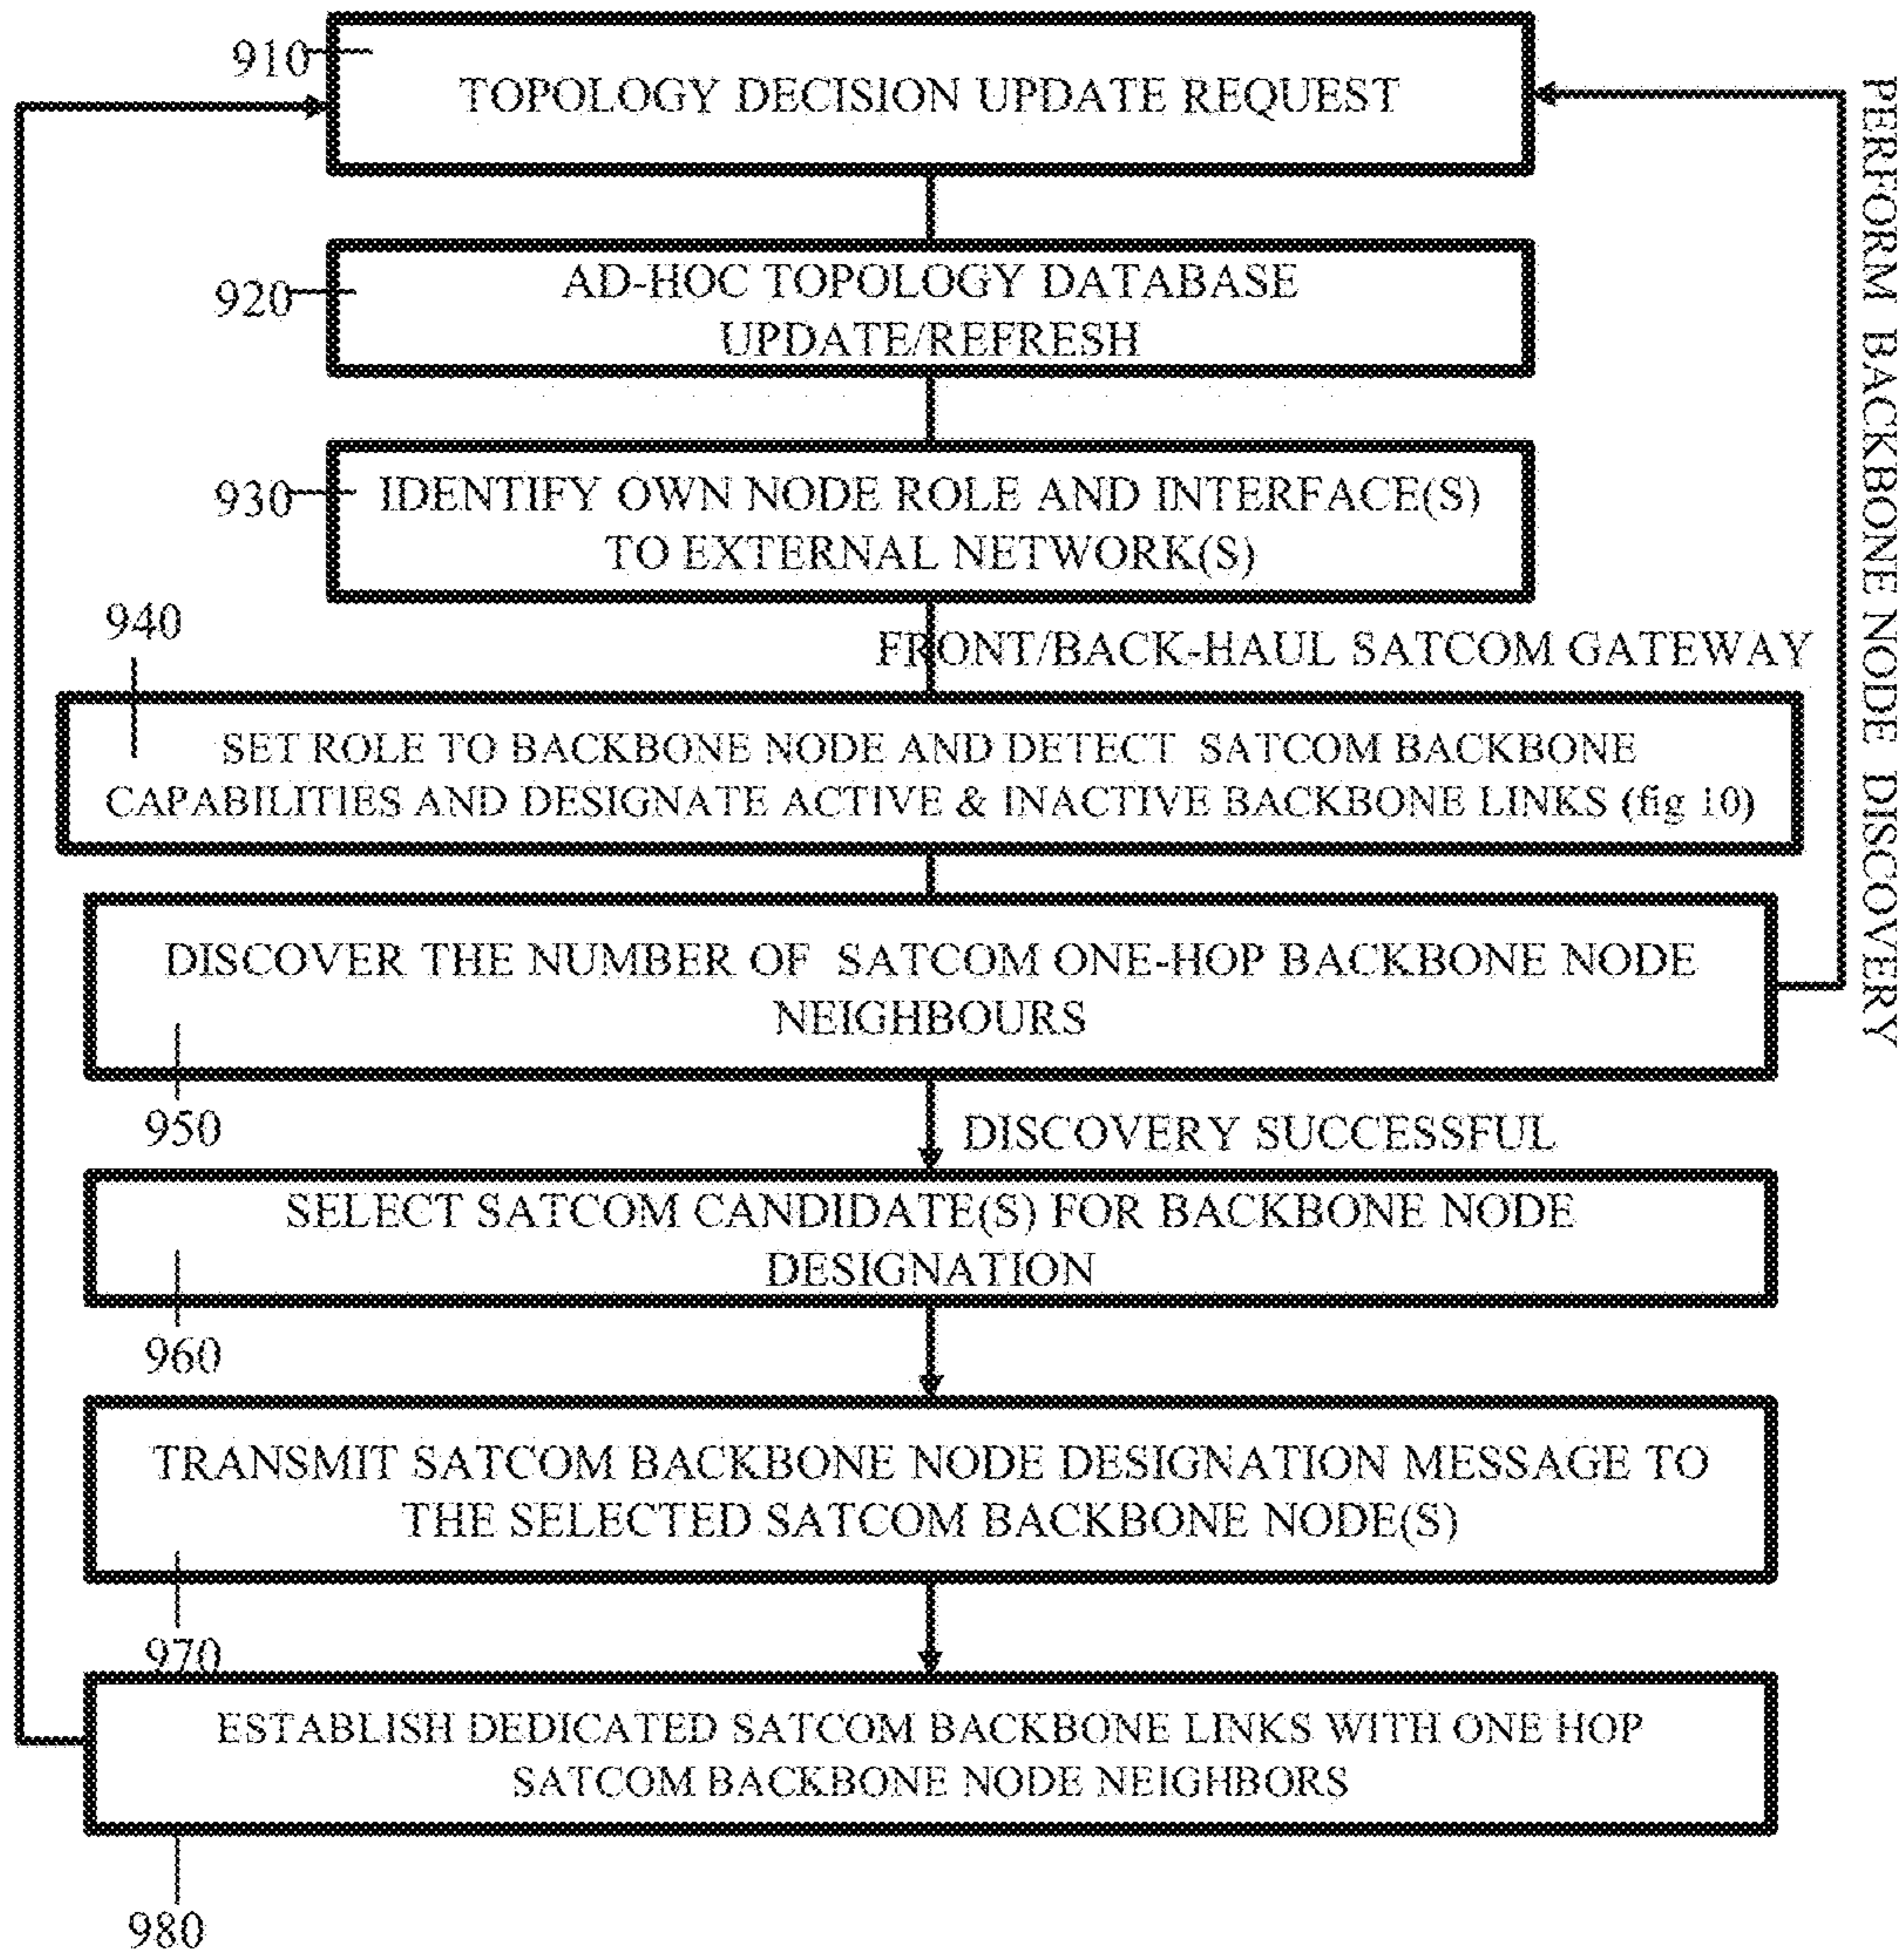 910
TOPOLOGY DECISION UPDATE REQUEST
920
AD-HOC TOPOLOGY DATABASE
UPDATE/REFRESH
930
IDENTIFY OWN NODE ROLE AND INTERFACE(S)
TO EXTERNAL NETWORK(S)
FRONT/BACK-HAUL SATCOM GATEWAY
940
SET ROLE TO BACKBONE NODE AND DETECT SATCOM BACKBONE
CAPABILITIES AND DESIGNATE ACTIVE & INACTIVE BACKBONE LINKS (fig 10)
DISCOVER THE NUMBER OF SATCOM ONE-HOP BACKBONE NODE
NEIGHBOURS
950
PERFORM BACKBONE NODE DISCOVERY
DISCOVERY SUCCESSFUL
SELECT SATCOM CANDIDATE(S) FOR BACKBONE NODE
DESIGNATION
960
TRANSMIT SATCOM BACKBONE NODE DESIGNATION MESSAGE TO
THE SELECTED SATCOM BACKBONE NODE(S)
970
ESTABLISH DEDICATED SATCOM BACKBONE LINKS WITH ONE HOP
SATCOM BACKBONE NODE NEIGHBORS
980